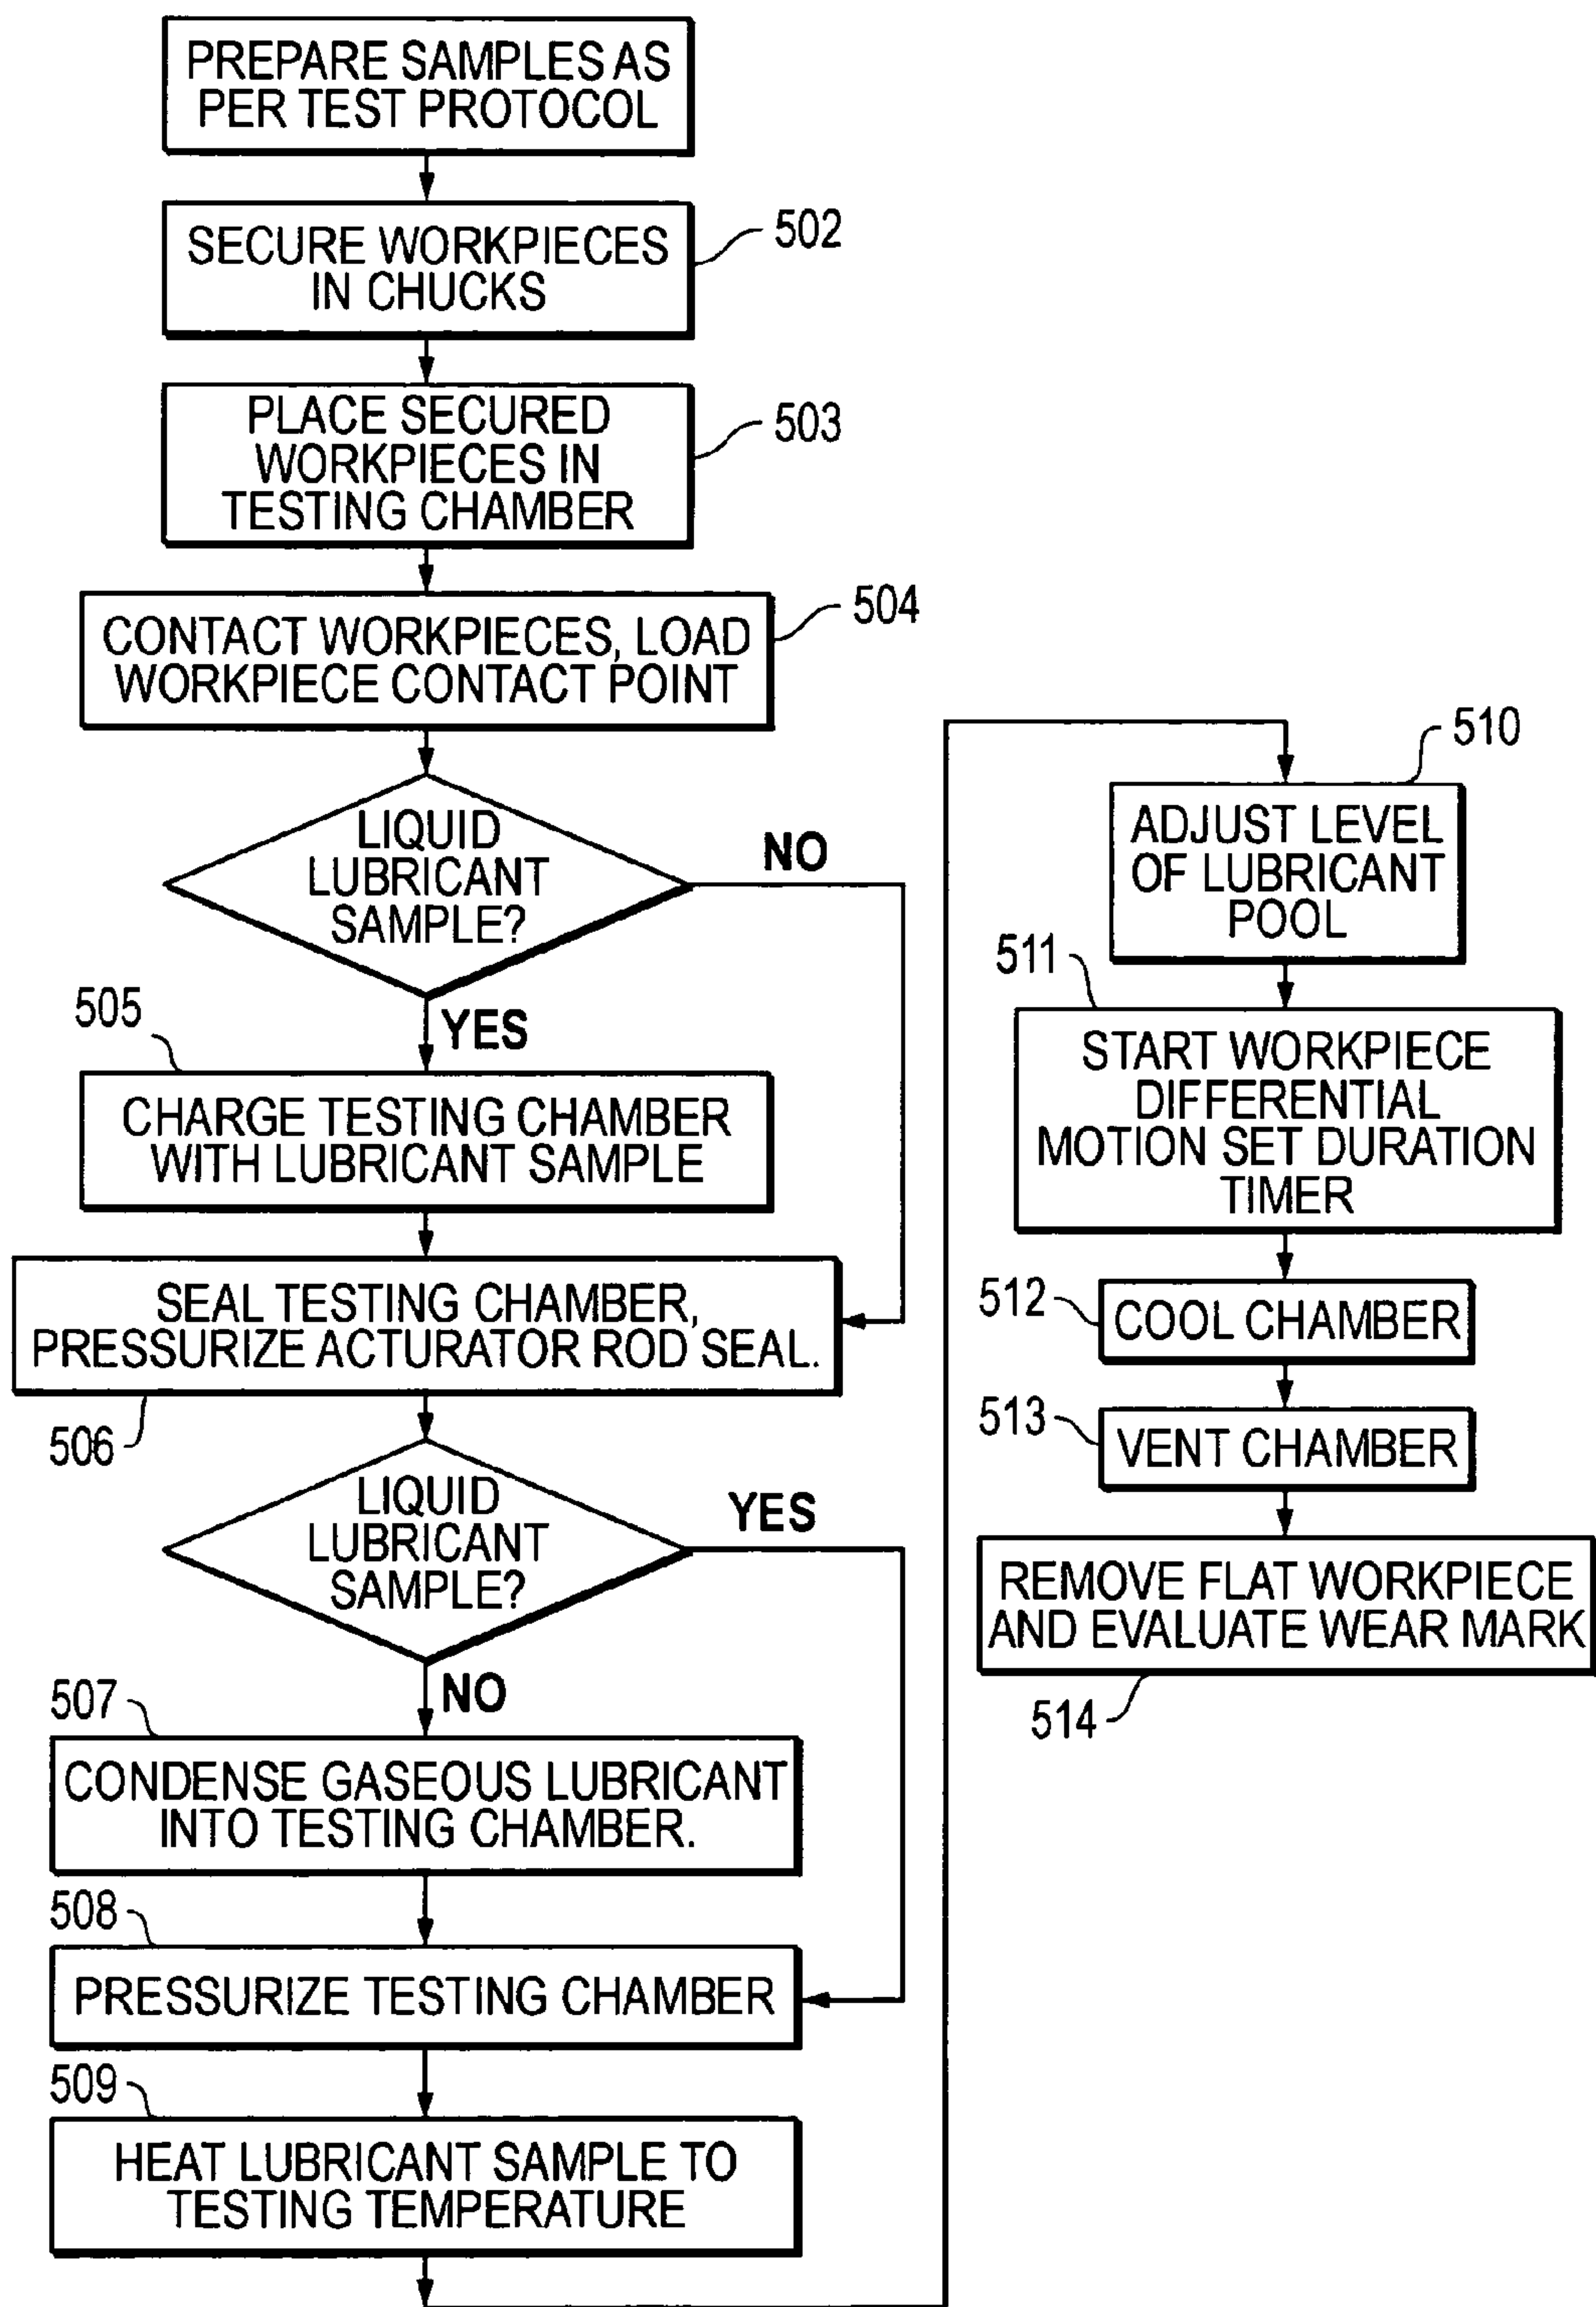 PREPARE SAMPLES AS
PER TEST PROTOCOL
SECURE WORKPIECES
IN CHUCKS
502
PLACE SECURED
WORKPIECES IN
TESTING CHAMBER
503
CONTACT WORKPIECES, LOAD
WORKPIECE CONTACT POINT
504
LIQUID
LUBRICANT
SAMPLE?
NO
YES
505
CHARGE TESTING CHAMBER
WITH LUBRICANT SAMPLE
SEAL TESTING CHAMBER,
PRESSURIZE ACTURATOR ROD SEAL.
506
LIQUID
LUBRICANT
SAMPLE?
YES
NO
507
CONDENSE GASEOUS LUBRICANT
INTO TESTING CHAMBER.
508
PRESSURIZE TESTING CHAMBER
509
HEAT LUBRICANT SAMPLE TO
TESTING TEMPERATURE
510
ADJUST LEVEL
OF LUBRICANT
POOL
511
START WORKPIECE
DIFFERENTIAL
MOTION SET DURATION
TIMER
512
COOL CHAMBER
513
VENT CHAMBER
REMOVE FLAT WORKPIECE
AND EVALUATE WEAR MARK
514